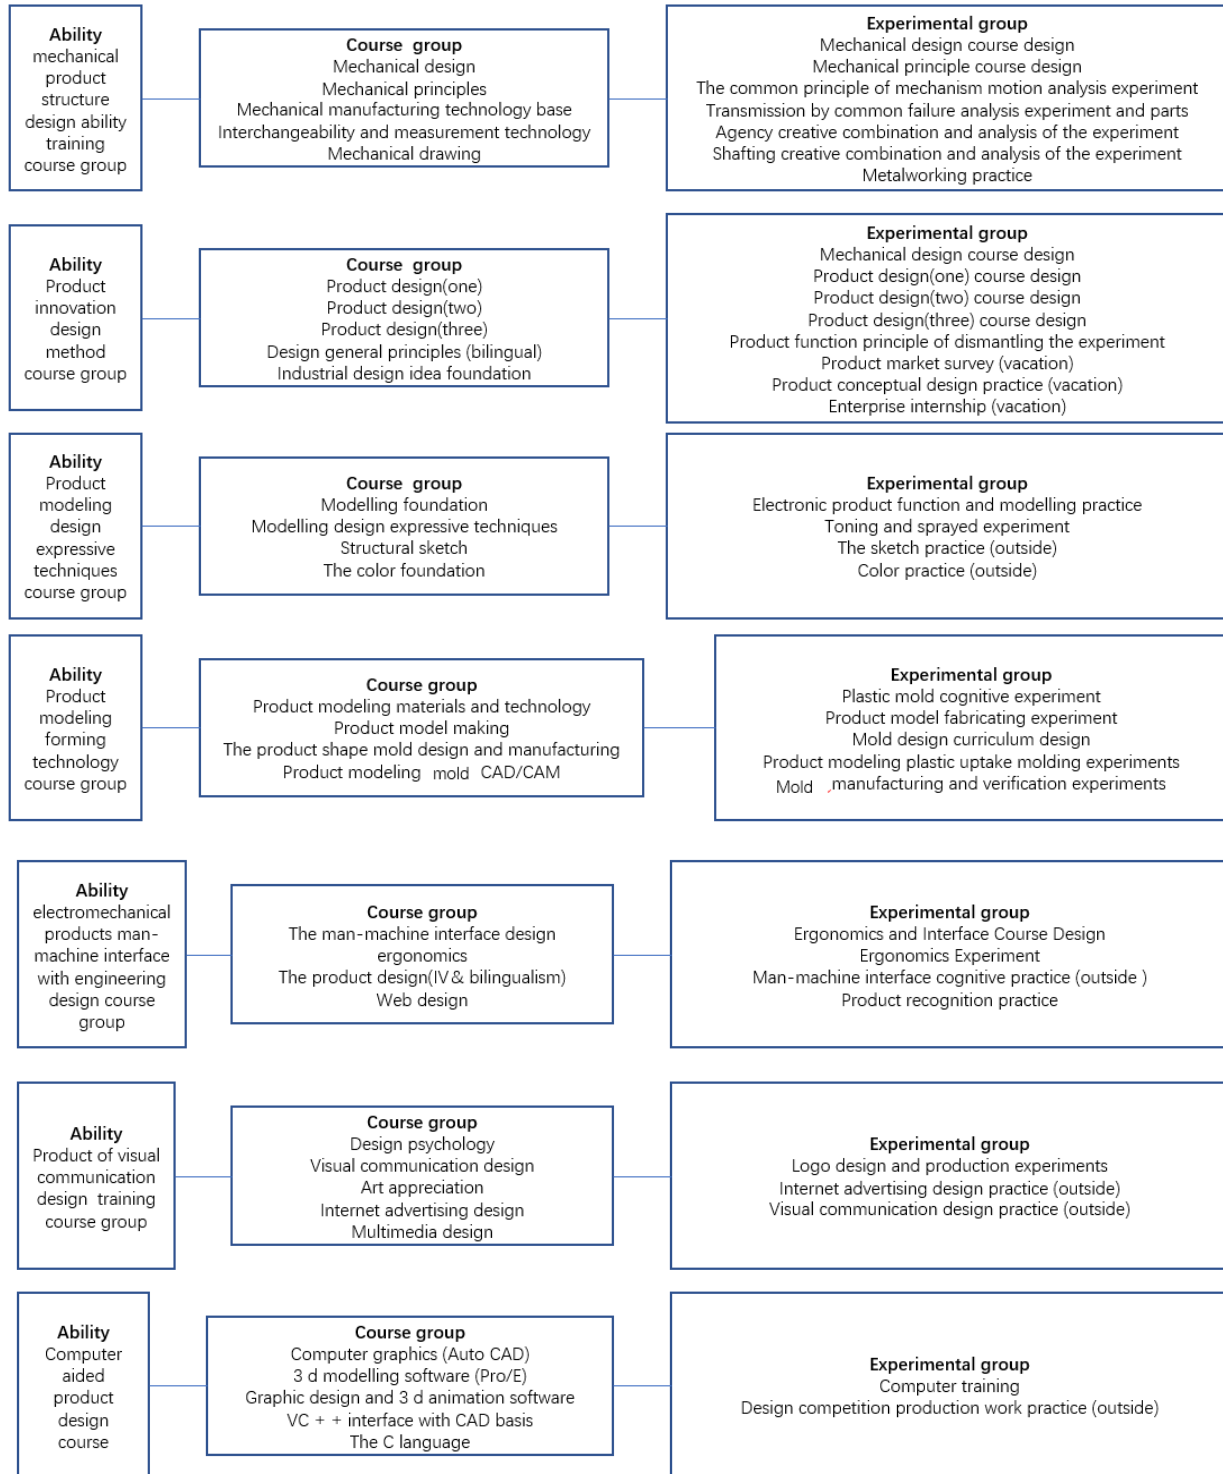 Ability
mechanical
product
structure
design ability
training
course group
Course group
Mechanical design
Mechanical principles
Mechanical manufacturing technology base
Interchangeability and measurement technology
Mechanical drawing
Experimental group
Mechanical design course design
Mechanical principle course design
The common principle of mechanism motion analysis experiment
Transmission by common failure analysis experiment and parts
Agency creative combination and analysis of the experiment
Shafting creative combination and analysis of the experiment
Metalworking practice
Ability
Product
innovation
design
method
course group
Course group
Product design(one)
Product design(two)
Product design(three)
Design general principles (bilingual)
Industrial design idea foundation
Experimental group
Mechanical design course design
Product design(one) course design
Product design(two) course design
Product design(three) course design
Product function principle of dismantling the experiment
Product market survey (vacation)
Product conceptual design practice (vacation)
Enterprise internship (vacation)
Ability
Product
modeling
design
expressive
techniques
course group
Course group
Modelling foundation
Modelling design expressive techniques
Structural sketch
The color foundation
Experimental group
Electronic product function and modelling practice
Toning and sprayed experiment
The sketch practice (outside)
Color practice (outside)
Ability
Product
modeling
forming
technology
course group
Course group
Product modeling materials and technology
Product model making
The product shape mold design and manufacturing
Product modeling mold CAD/CAM
Experimental group
Plastic mold cognitive experiment
Product model fabricating experiment
Mold design curriculum design
Product modeling plastic uptake molding experiments
Mold manufacturing and verification experiments
Ability
electromechanical
products man-
machine interface
with engineering
design course
group
Course group
The man-machine interface design
ergonomics
The product design(IV & bilingualism)
Web design
Experimental group
Ergonomics and Interface Course Design
Ergonomics Experiment
Man-machine interface cognitive practice (outside )
Product recognition practice
Ability
Product of visual
communication
design training
course group
Course group
Design psychology
Visual communication design
Art appreciation
Internet advertising design
Multimedia design
Experimental group
Logo design and production experiments
Internet advertising design practice (outside)
Visual communication design practice (outside)
Ability
Computer
aided
product
design
course
Course group
Computer graphics (Auto CAD)
3 d modelling software (Pro/E)
Graphic design and 3 d animation software
VC + + interface with CAD basis
The C language
Experimental group
Computer training
Design competition production work practice (outside)